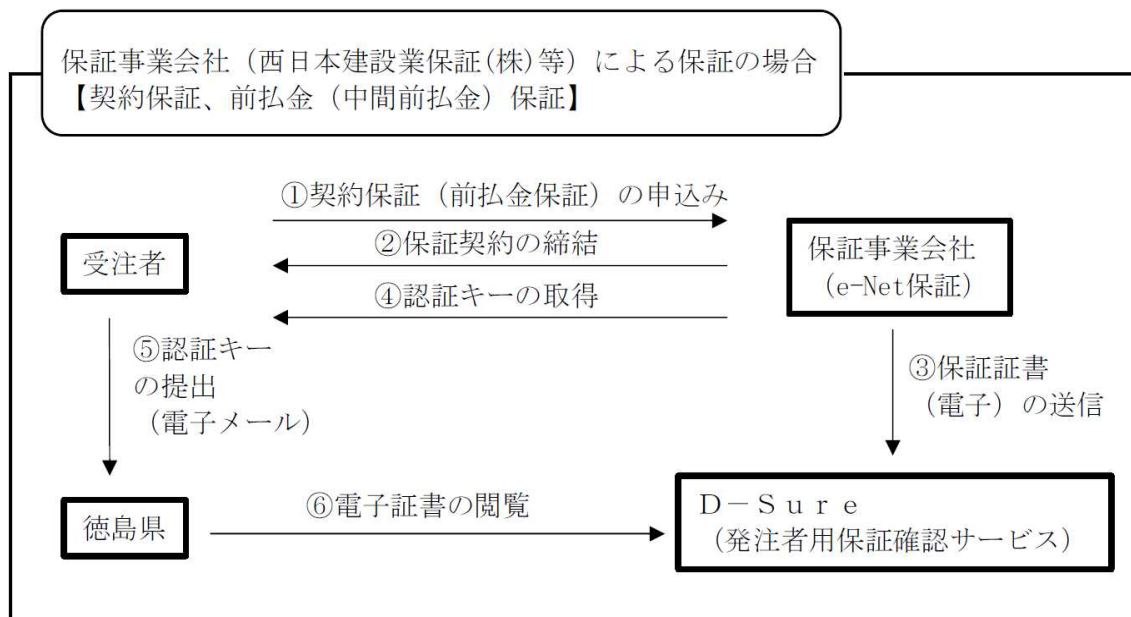 保証事業会社（西日本建設業保証(株)等）による保証の場合
【契約保証、前払金（中間前払金）保証】
①契約保証（前払金保証）の申込み
②保証契約の締結
受注者
保証事業会社
（e-Net保証）
④認証キーの取得
⑤認証キー
の提出
（電子メール）
③保証証書
（電子）の送信
徳島県
⑥電子証書の閲覧
Ｄ－Ｓｕｒｅ
（発注者用保証確認サービス）